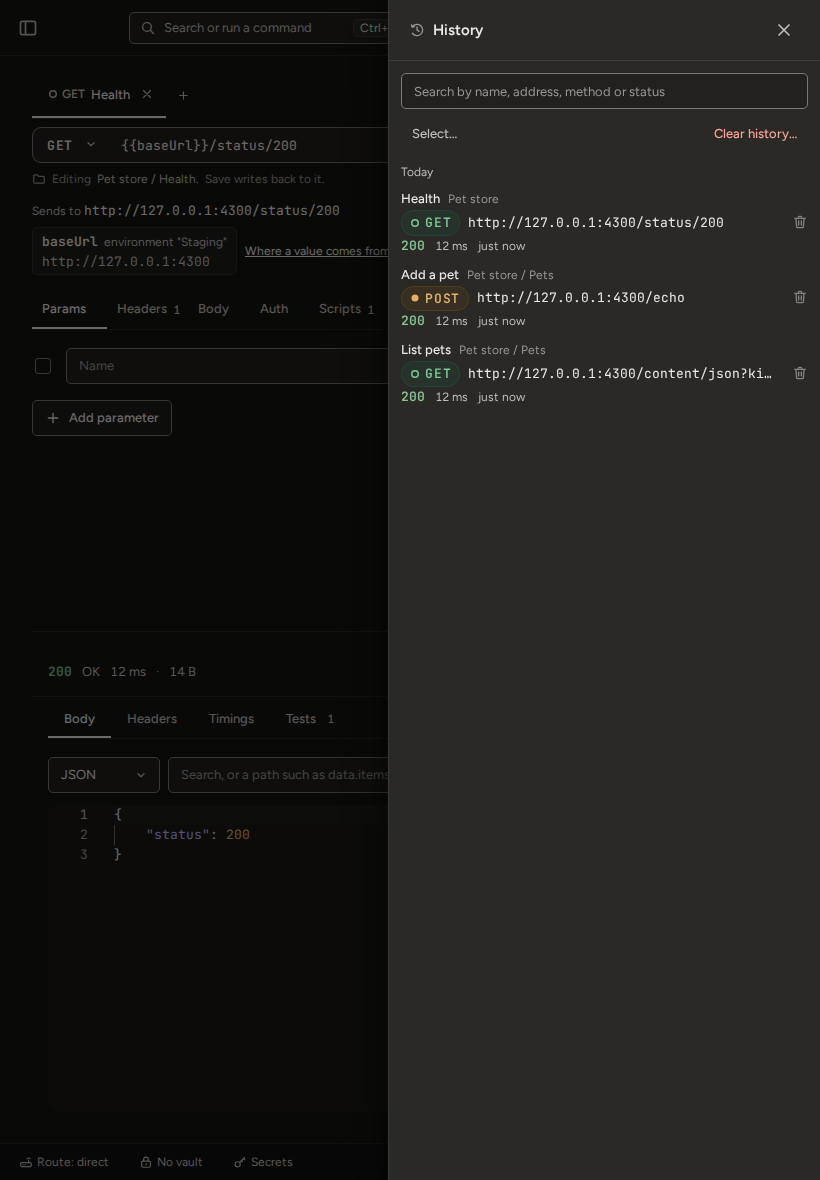 Search or run a command Ctrl+
GET Health
GET {{baseUrl}}/status/200
Editing Pet store / Health. Save writes back to it.
Sends to http://127.0.0.1:4300/status/200
baseUrl environment "Staging"
http://127.0.0.1:4300
Where a value comes from
Params Headers 1 Body Auth Scripts 1
Name
Add parameter
200 OK 12 ms · 14 B
Body Headers Timings Tests 1
JSON Search, or a path such as data.items
1 {
2 "status": 200
3 }
Route: direct No vault Secrets
History
Search by name, address, method or status
Select... Clear history...
Today
Health Pet store
GET http://127.0.0.1:4300/status/200
200 12 ms just now
Add a pet Pet store / Pets
POST http://127.0.0.1:4300/echo
200 12 ms just now
List pets Pet store / Pets
GET http://127.0.0.1:4300/content/json?ki…
200 12 ms just now